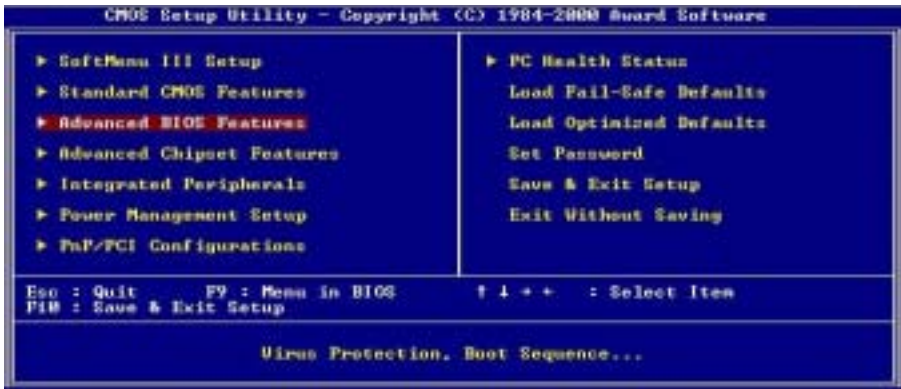 CMOS Setup Utility - Copyright (C) 1984-2000 Award Software
▶ SoftMenu III Setup
▶ Standard CMOS Features
▶ Advanced BIOS Features
▶ Advanced Chipset Features
▶ Integrated Peripherals
▶ Power Management Setup
▶ PnP/PCI Configurations
▶ PC Health Status
Load Fail-Safe Defaults
Load Optimized Defaults
Set Password
Save & Exit Setup
Exit Without Saving
Esc : Quit F9 : Menu in BIOS ↑ ↓ → ← : Select Item
F10 : Save & Exit Setup
Virus Protection, Boot Sequence...